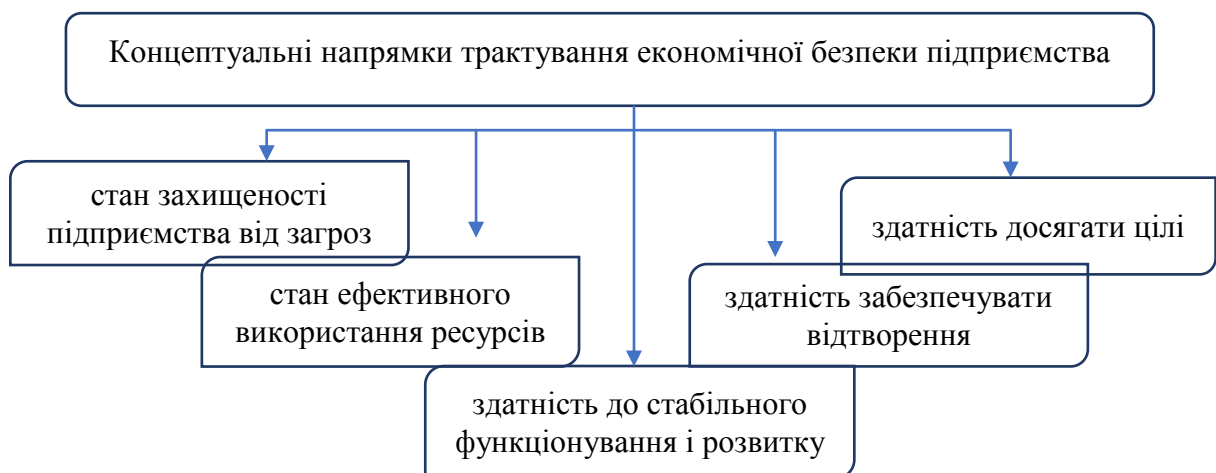 Концептуальні напрямки трактування економічної безпеки підприємства
стан захищеності
підприємства від загроз
здатність досягати цілі
стан ефективного
використання ресурсів
здатність забезпечувати
відтворення
здатність до стабільного
функціонування і розвитку